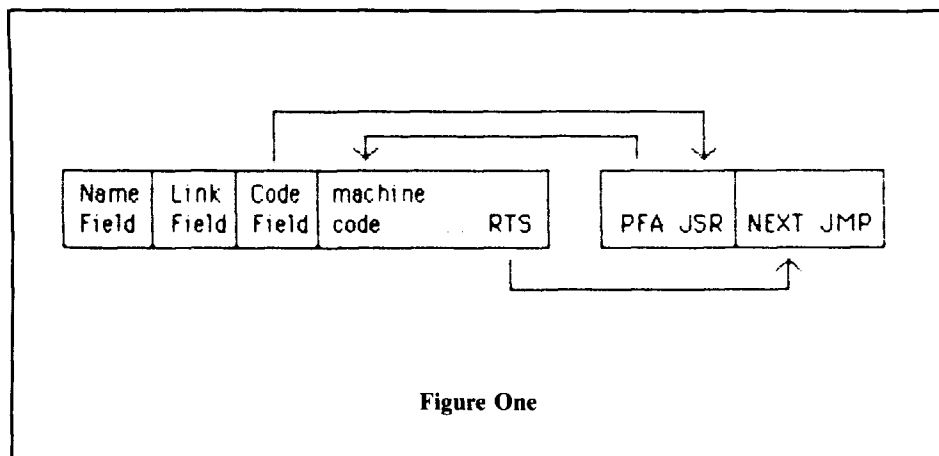 Name Link Code machine
Field Field Field code RTS PFA JSR NEXT JMP
Figure One